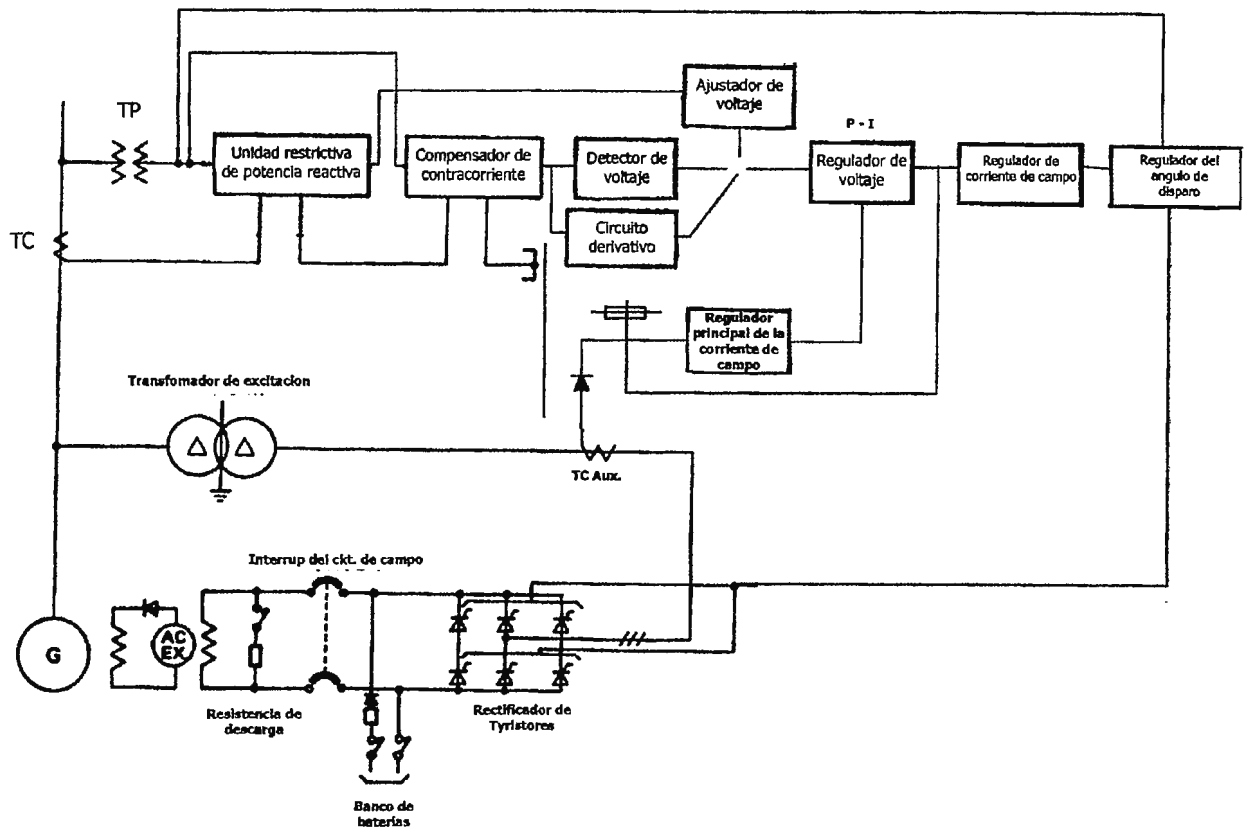 TP
TC
Unidad restrictiva
de potencia reactiva
Compensador de
contracorriente
Detector de
voltaje
Circuito
derivativo
Ajustador de
voltaje
P - I
Regulador de
voltaje
Regulador de
corriente de campo
Regulador del
angulo de
disparo
Regulador
principal de la
corriente de
campo
Transfomador de excitacion
TC Aux.
Interrup del ckt. de campo
G
AC
EX
Resistencia de
descarga
Rectificador de
Tyristores
Banco de
baterías